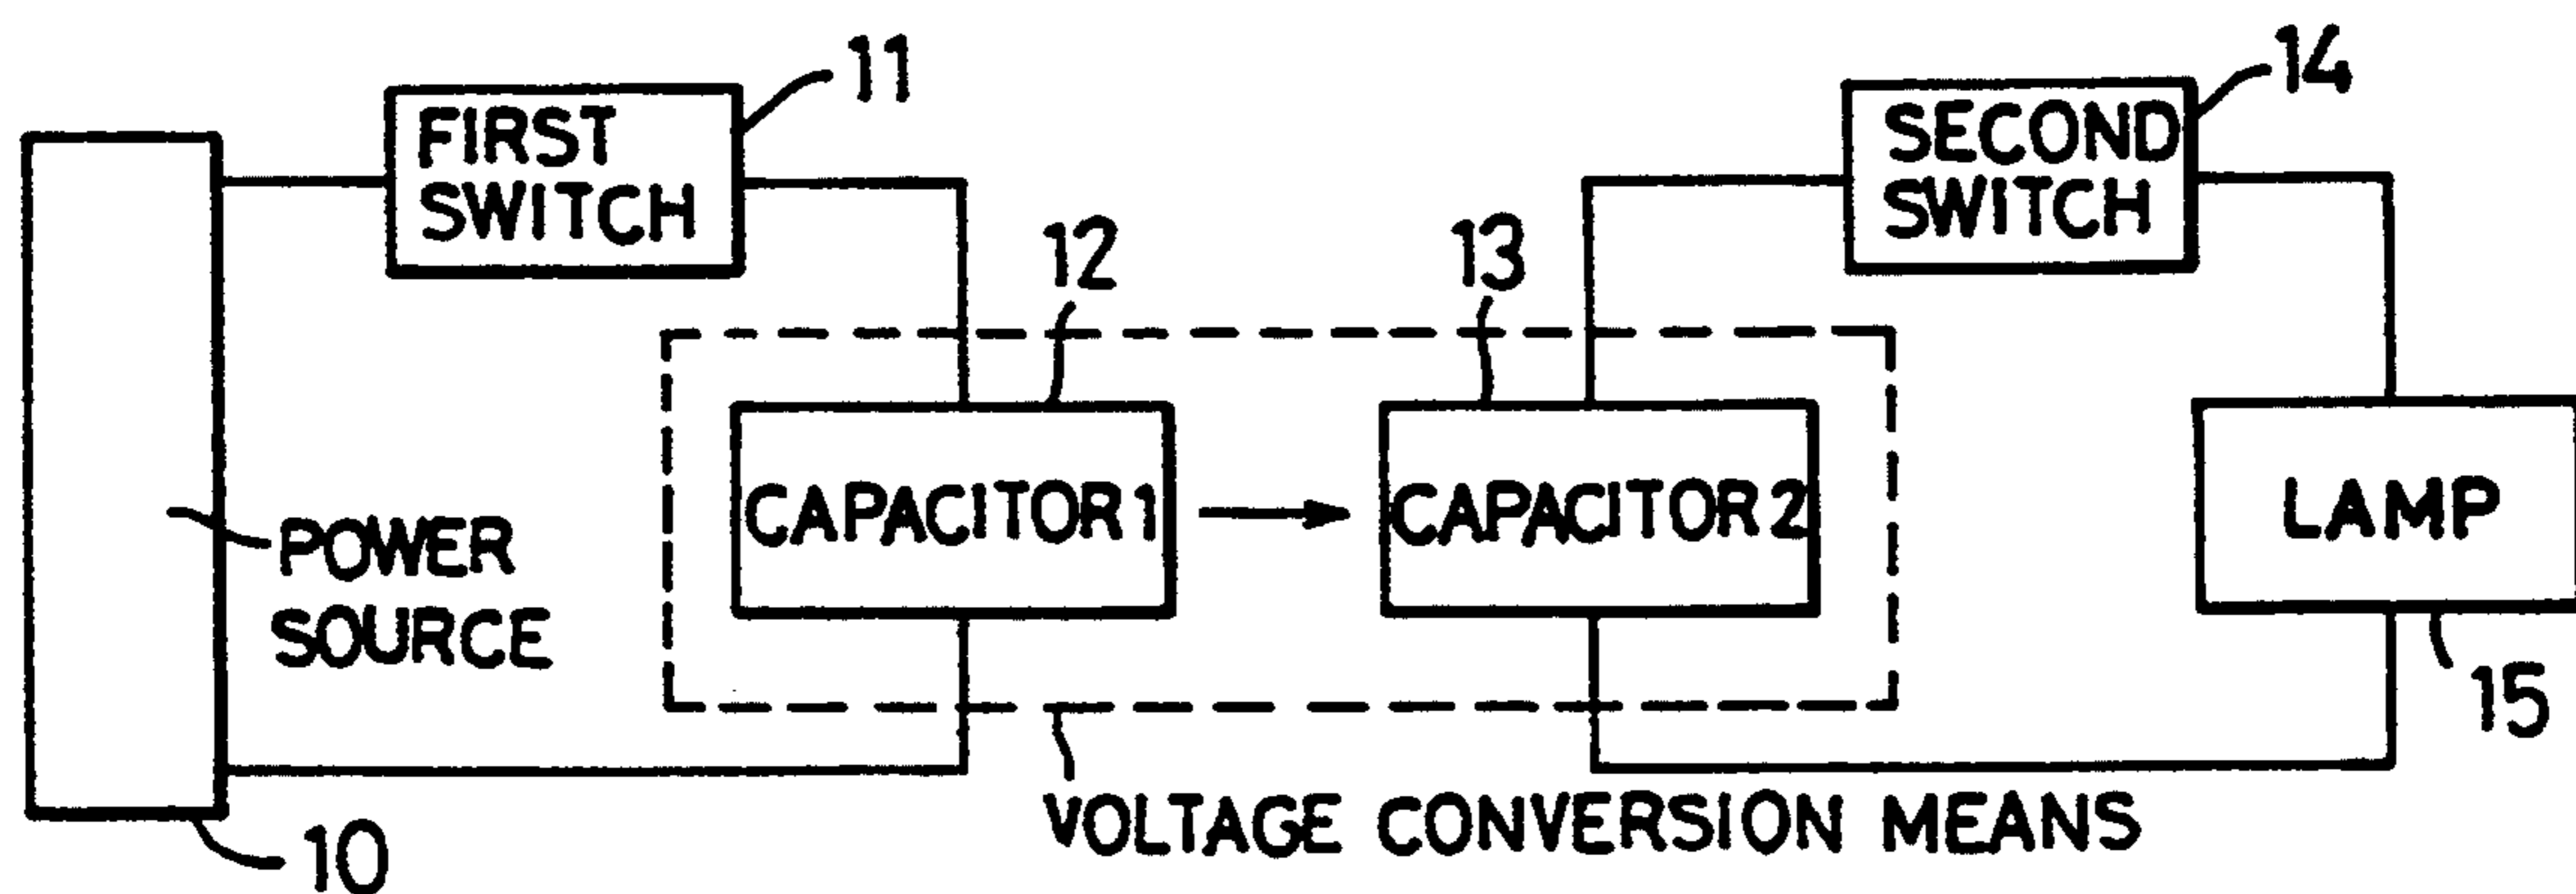 11
14
FIRST
SWITCH
SECOND
SWITCH
12
13
CAPACITOR 1
CAPACITOR 2
LAMP
POWER
SOURCE
15
VOLTAGE CONVERSION MEANS
10